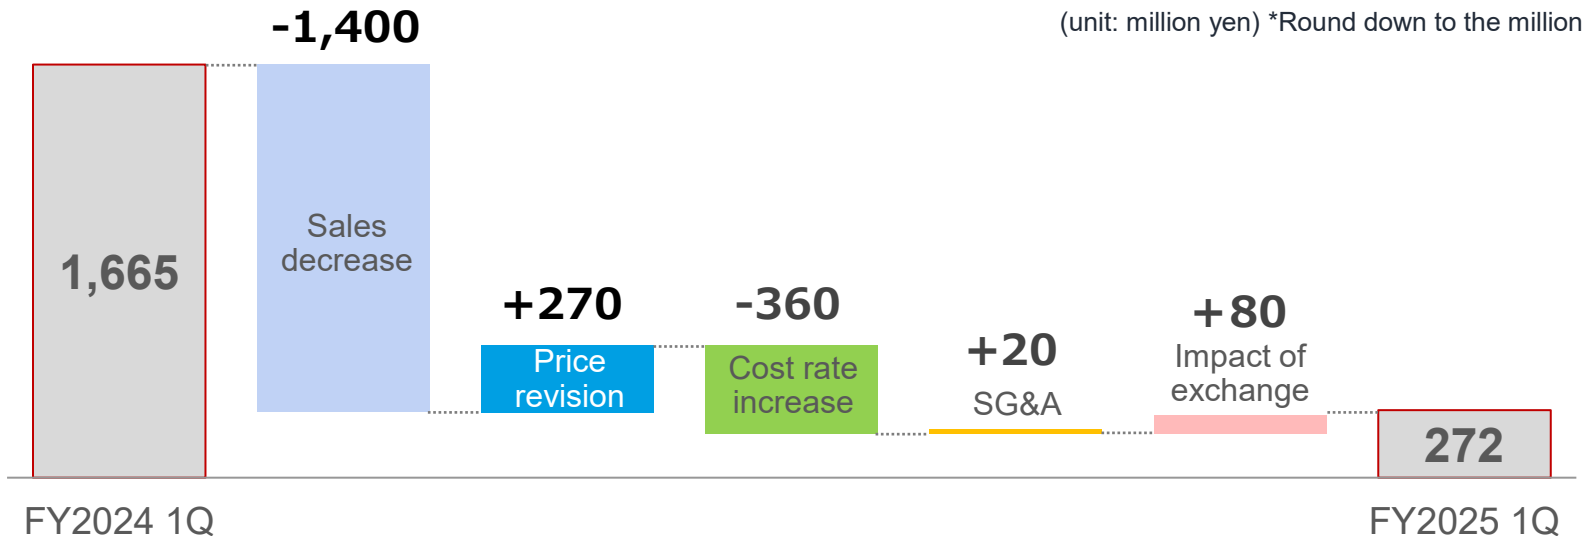 (unit: million yen) *Round down to the million
-1,400
1,665
Sales
decrease
+270
Price
revision
-360
Cost rate
increase
+20
SG&A
+80
Impact of
exchange
272
FY2024 1Q
FY2025 1Q